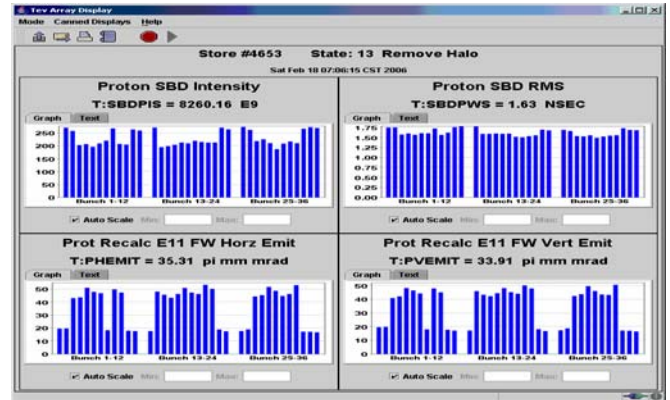 Tev Array Display
Mode Canned Displays Help
Store #4653 State: 13 Remove Halo
Sat Feb 18 07:06:15 CST 2006
Proton SBD Intensity
T:SBDPIS = 8260.16 E9
Graph Text
250
200
150
100
50
0
Bunch 1-12 Bunch 13-24 Bunch 25-36
Auto Scale Min: Max:
Proton SBD RMS
T:SBDPWS = 1.63 NSEC
Graph Text
1.75
1.50
1.25
1.00
0.75
0.50
0.25
0.00
Bunch 1-12 Bunch 13-24 Bunch 25-36
Auto Scale Min: Max:
Prot Recalc E11 FW Horz Emit
T:PHEMIT = 35.31 pi mm mrad
Graph Text
50
40
30
20
10
0
Bunch 1-12 Bunch 13-24 Bunch 25-36
Auto Scale Min: Max:
Prot Recalc E11 FW Vert Emit
T:PVEMIT = 33.91 pi mm mrad
Graph Text
50
40
30
20
10
0
Bunch 1-12 Bunch 13-24 Bunch 25-36
Auto Scale Min: Max: